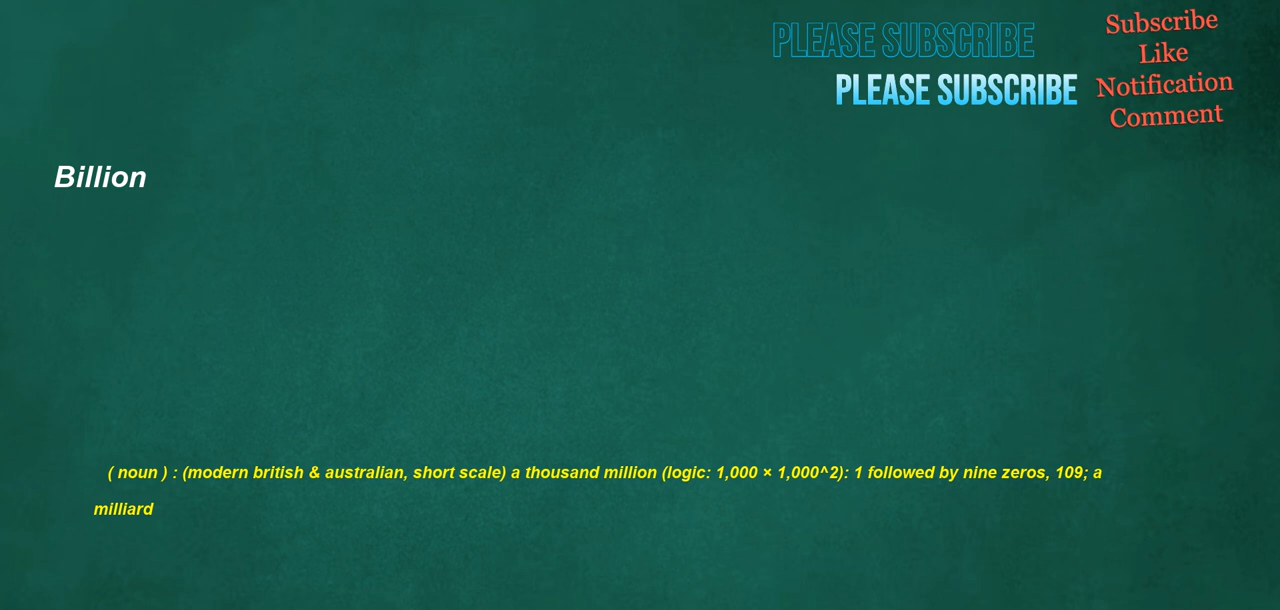 PLEASE SUBSCRIBE
PLEASE SUBSCRIBE
Subscribe
Like
Notification
Comment
Billion
( noun ) : (modern british & australian, short scale) a thousand million (logic: 1,000 × 1,000^2): 1 followed by nine zeros, 109; a
milliard